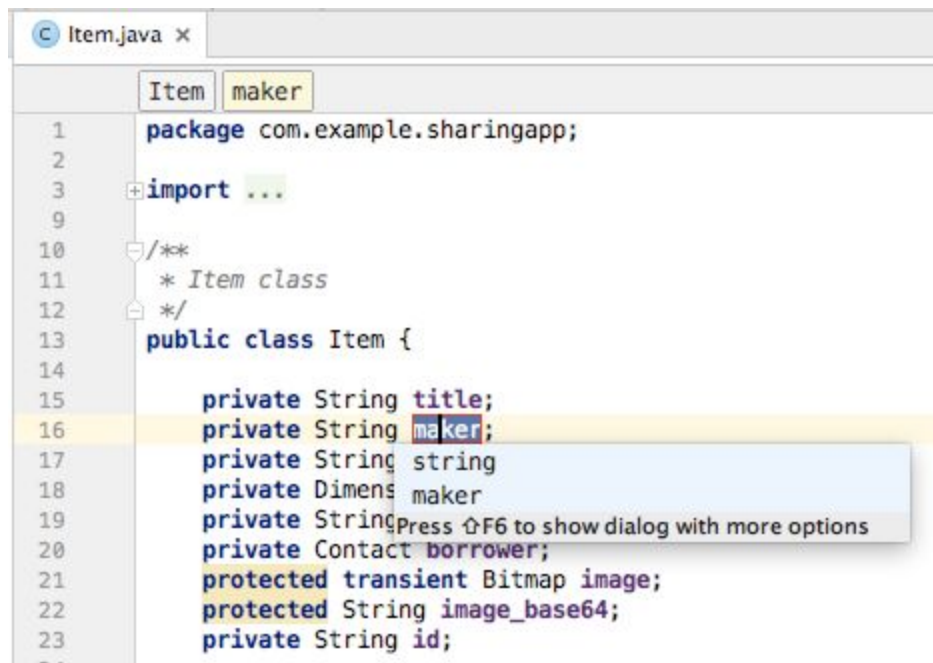 C Item.java ×
Item maker
1 package com.example.sharingapp;
2
3 import ...
9
10 /**
11 * Item class
12 */
13 public class Item {
14
15 private String title;
16 private String maker;
17 private String
string
18 private Dimens
maker
19 private String
Press ⇧F6 to show dialog with more options
20 private Contact borrower;
21 protected transient Bitmap image;
22 protected String image_base64;
23 private String id;